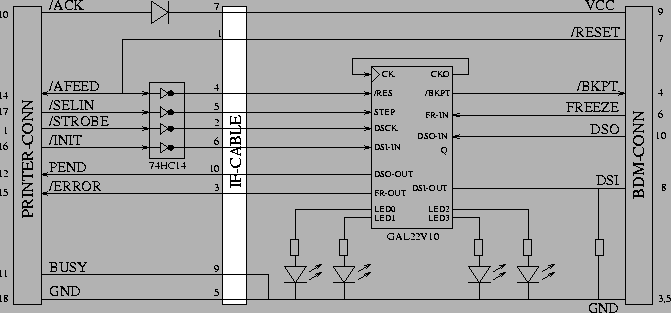 10 /ACK 7 VCC 9
1 /RESET 7
CK CKO
14 /AFEED 4 /RES /BKPT /BKPT 4
17 /SELIN 5 STEP FR-IN FREEZE 6
1 /STROBE 2 DSCK DSO-IN DSO 10
16 /INIT 6 DSI-IN Q
74HC14
12 PEND 10 DSO-OUT
15 /ERROR 3 FR-OUT DSI-OUT DSI 8
LED0 LED2
LED1 LED3
GAL22V10
11 BUSY 9
18 GND 5 3,5
GND
PRINTER-CONN
IF-CABLE
BDM-CONN